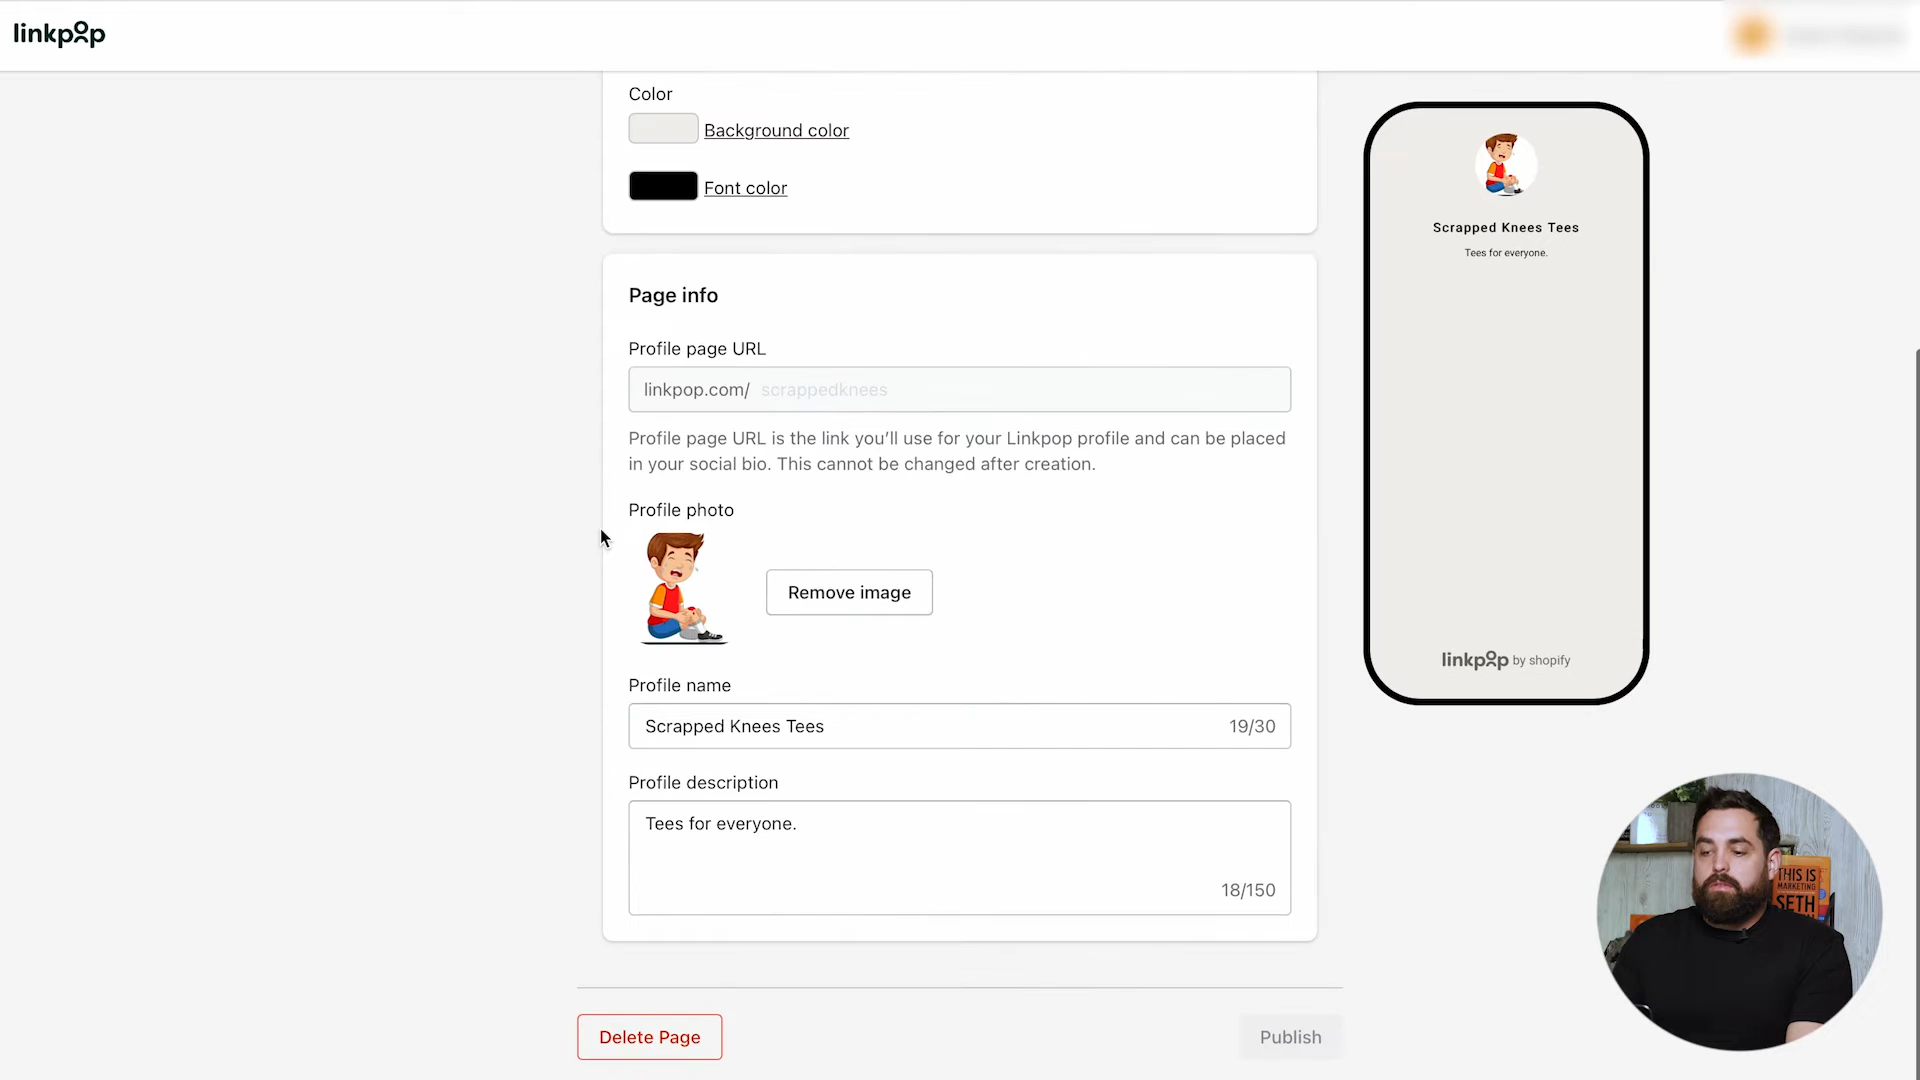 linkpop
Color
Background color
Font color
Page info
Profile page URL
linkpop.com/ scrappedknees
Profile page URL is the link you’ll use for your Linkpop profile and can be placed
in your social bio. This cannot be changed after creation.
Profile photo
Remove image
Profile name
Scrapped Knees Tees 19/30
Profile description
Tees for everyone.
18/150
Delete Page
Publish
Scrapped Knees Tees
Tees for everyone.
linkpop by shopify
THIS IS
MARKETING
SETH